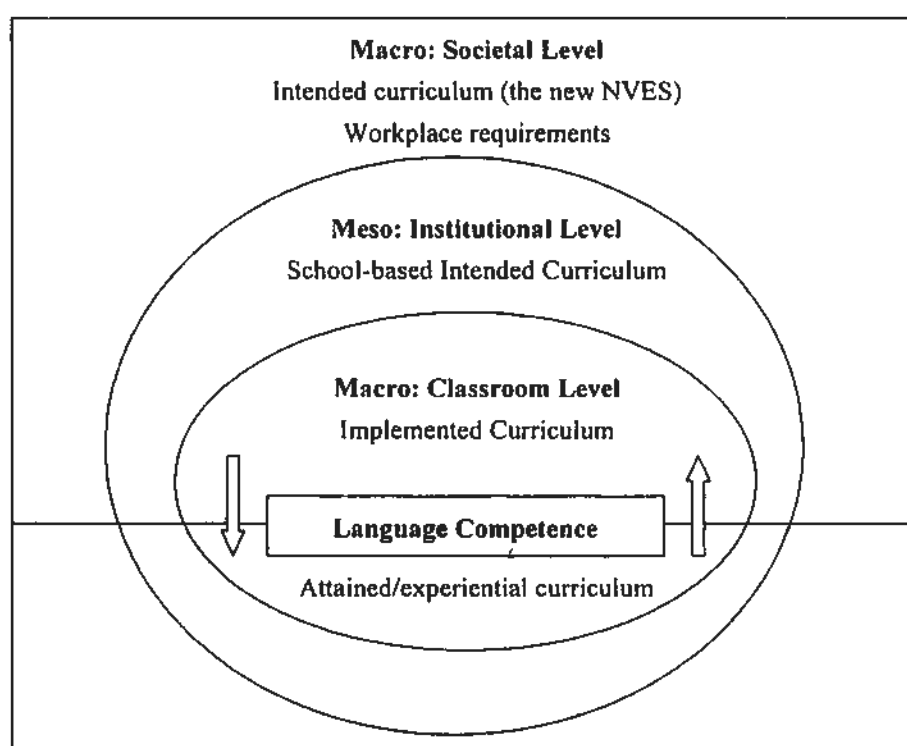 Macro: Societal Level
Intended curriculum (the new NVES)
Workplace requirements
Meso: Institutional Level
School-based Intended Curriculum
Macro: Classroom Level
Implemented Curriculum
Language Competence
Attained/experiential curriculum